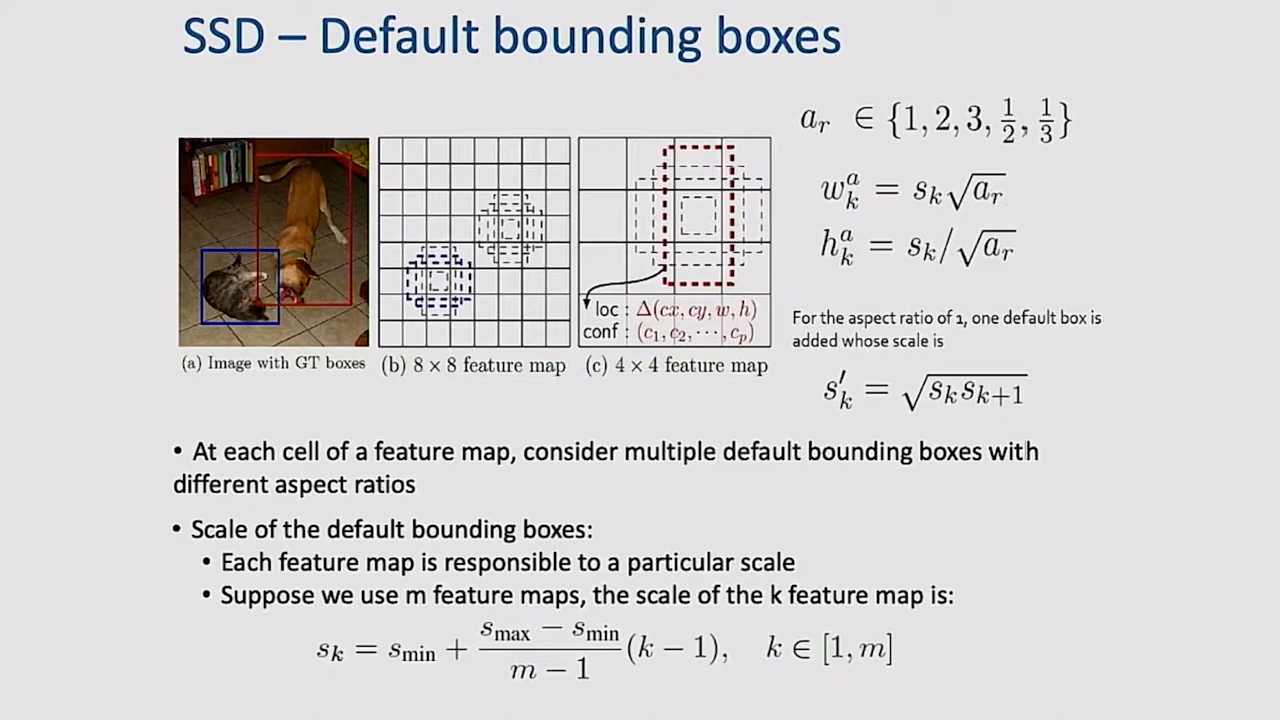 SSD – Default bounding boxes
a_r ∈ {1, 2, 3, 1/2, 1/3}
w_k^a = s_k√a_r
h_k^a = s_k/√a_r
loc : Δ(cx, cy, w, h)
conf : (c_1, c_2, ⋯, c_p)
(a) Image with GT boxes (b) 8 × 8 feature map (c) 4 × 4 feature map
For the aspect ratio of 1, one default box is
added whose scale is
s'_k = √(s_k s_{k+1})
• At each cell of a feature map, consider multiple default bounding boxes with
different aspect ratios
• Scale of the default bounding boxes:
• Each feature map is responsible to a particular scale
• Suppose we use m feature maps, the scale of the k feature map is:
s_k = s_min + (s_max − s_min)/(m − 1) (k − 1), k ∈ [1, m]